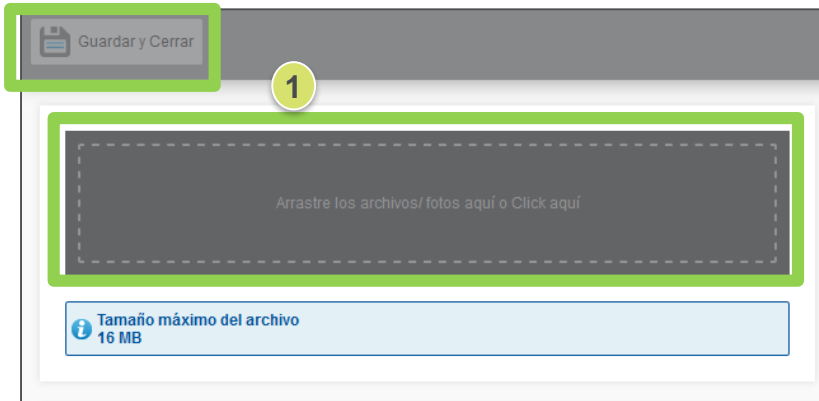 Guardar y Cerrar
1
Arrastre los archivos/ fotos aquí o Click aquí
Tamaño máximo del archivo
16 MB